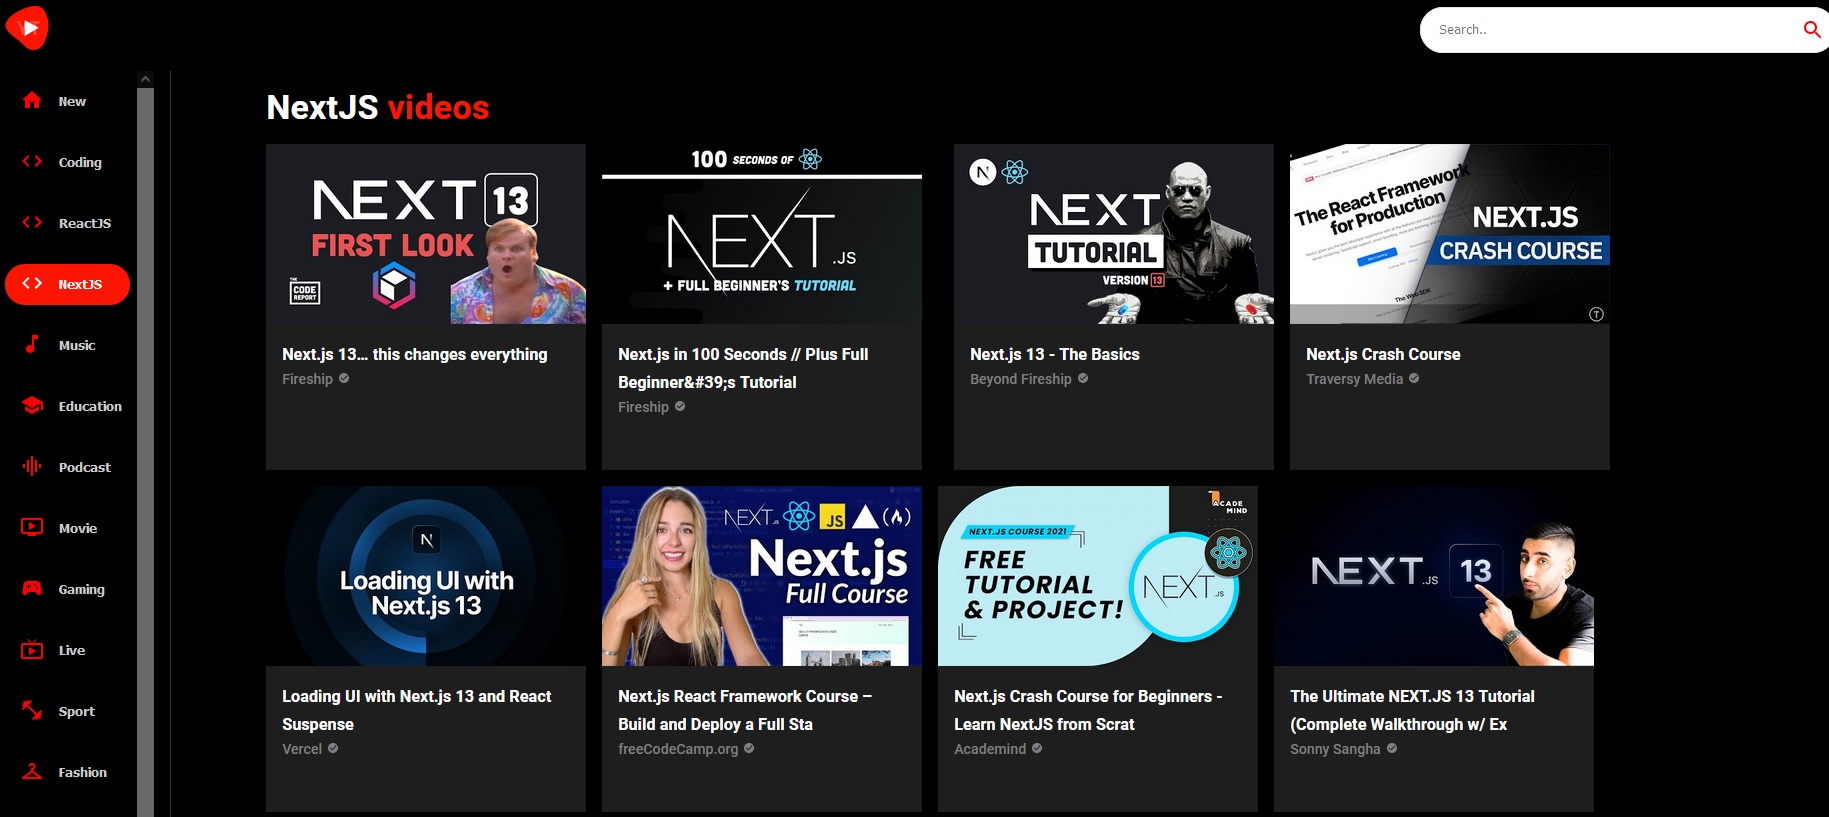 Search..
New
Coding
ReactJS
NextJS
Music
Education
Podcast
Movie
Gaming
Live
Sport
Fashion
NextJS videos
NEXT 13
FIRST LOOK
THE
CODE
REPORT
Next.js 13... this changes everything
Fireship
100 SECONDS OF
NEXT.JS
+ FULL BEGINNER'S TUTORIAL
Next.js in 100 Seconds // Plus Full
Beginner&#39;s Tutorial
Fireship
N
NEXT
TUTORIAL
VERSION 13
Next.js 13 - The Basics
Beyond Fireship
The React Framework
for Production
The Web SDK
NEXT.JS
CRASH COURSE
T
Next.js Crash Course
Traversy Media
N
Loading UI with
Next.js 13
Loading UI with Next.js 13 and React
Suspense
Vercel
NEXT.JS
JS
Next.js
Full Course
Next.js React Framework Course –
Build and Deploy a Full Sta
freeCodeCamp.org
ACADE
MIND
NEXT.JS COURSE 2021
FREE
TUTORIAL
& PROJECT!
NEXT.JS
Next.js Crash Course for Beginners -
Learn NextJS from Scrat
Academind
NEXT.JS 13
The Ultimate NEXT.JS 13 Tutorial
(Complete Walkthrough w/ Ex
Sonny Sangha